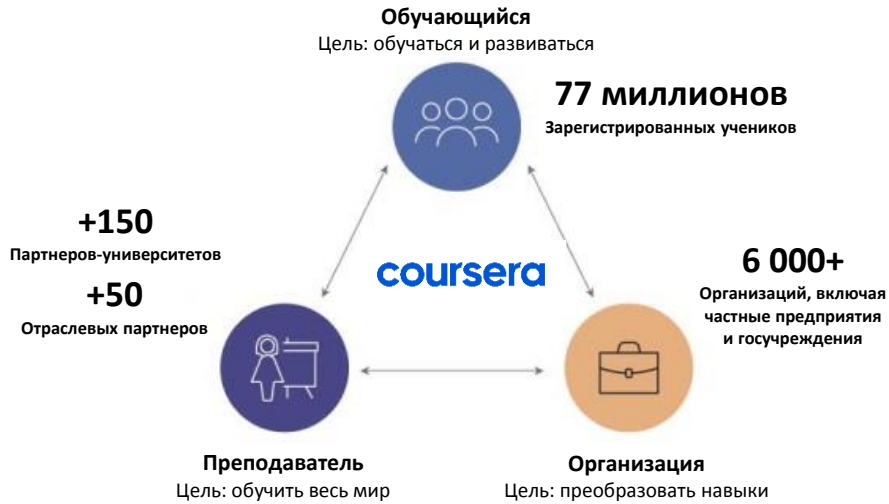 Обучающийся
Цель: обучаться и развиваться
77 миллионов
Зарегистрированных учеников
+150
Партнеров-университетов
+50
Отраслевых партнеров
coursera
6 000+
Организаций, включая
частные предприятия
и госучреждения
Преподаватель
Цель: обучить весь мир
Организация
Цель: преобразовать навыки